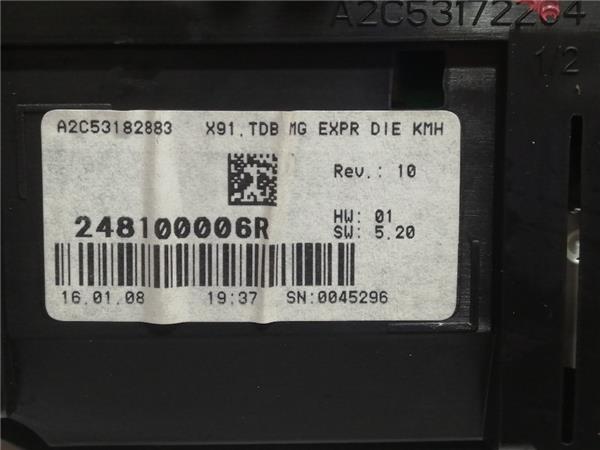 A2C53172264
1/2
A2C53182883 X91.TDB MG EXPR DIE KMH
Rev.: 10
248100006R
HW: 01
SW: 5.20
16.01.08 19:37 SN:0045296